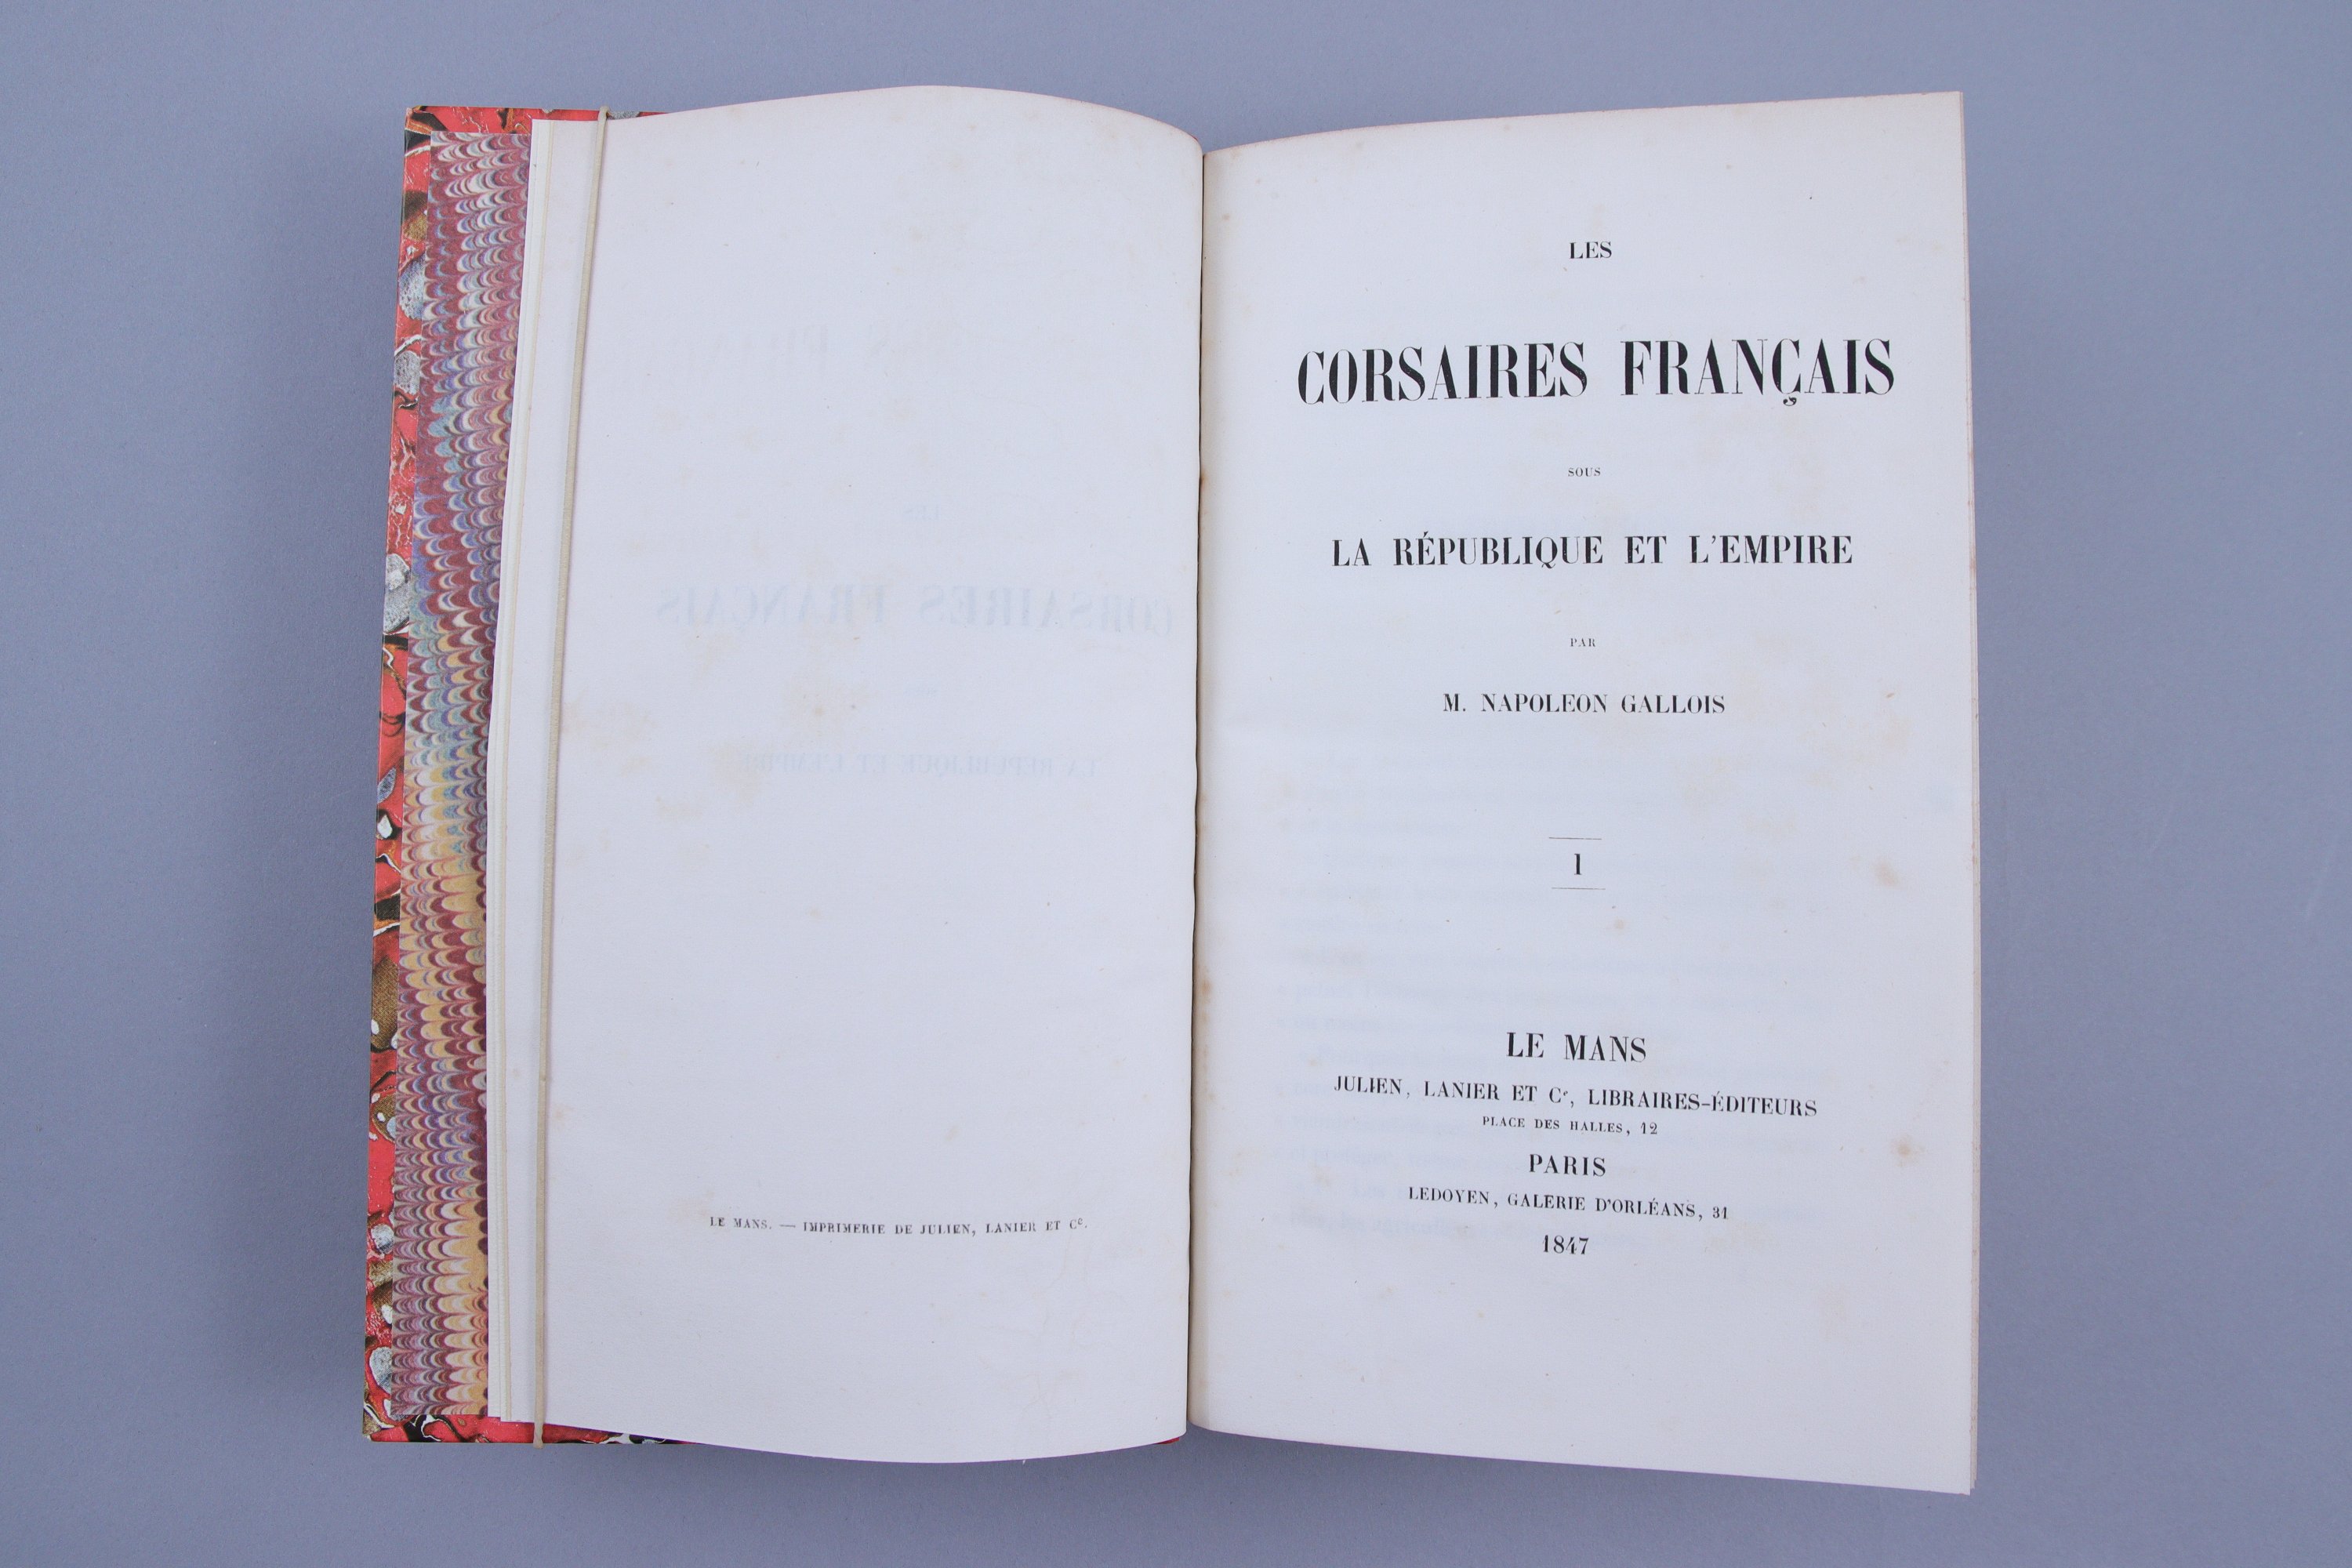 LE MANS. — IMPRIMERIE DE JULIEN, LANIER ET Cᵉ.
LES
CORSAIRES FRANÇAIS
SOUS
LA RÉPUBLIQUE ET L'EMPIRE
PAR
M. NAPOLEON GALLOIS
I
LE MANS
JULIEN, LANIER ET Cᵉ, LIBRAIRES-ÉDITEURS
PLACE DES HALLES, 12
PARIS
LEDOYEN, GALERIE D'ORLÉANS, 31
1847